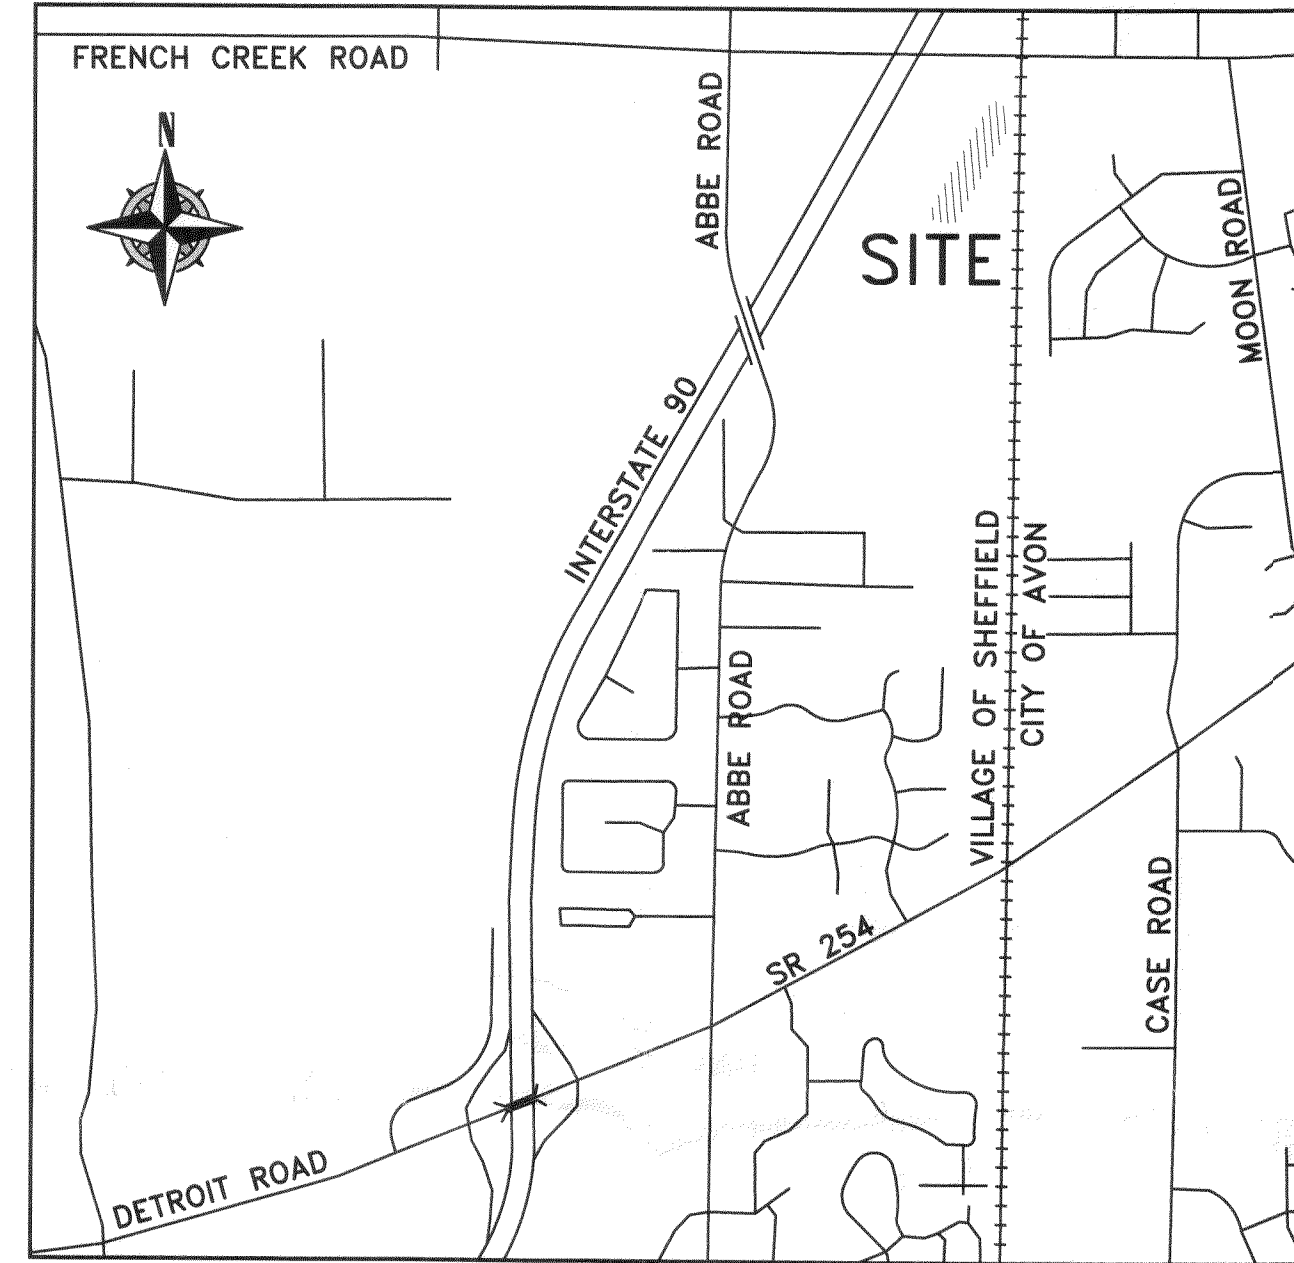 FRENCH CREEK ROAD
N
ABBE ROAD
SITE
MOON ROAD
INTERSTATE 90
VILLAGE OF SHEFFIELD
CITY OF AVON
ABBE ROAD
SR 254
CASE ROAD
DETROIT ROAD